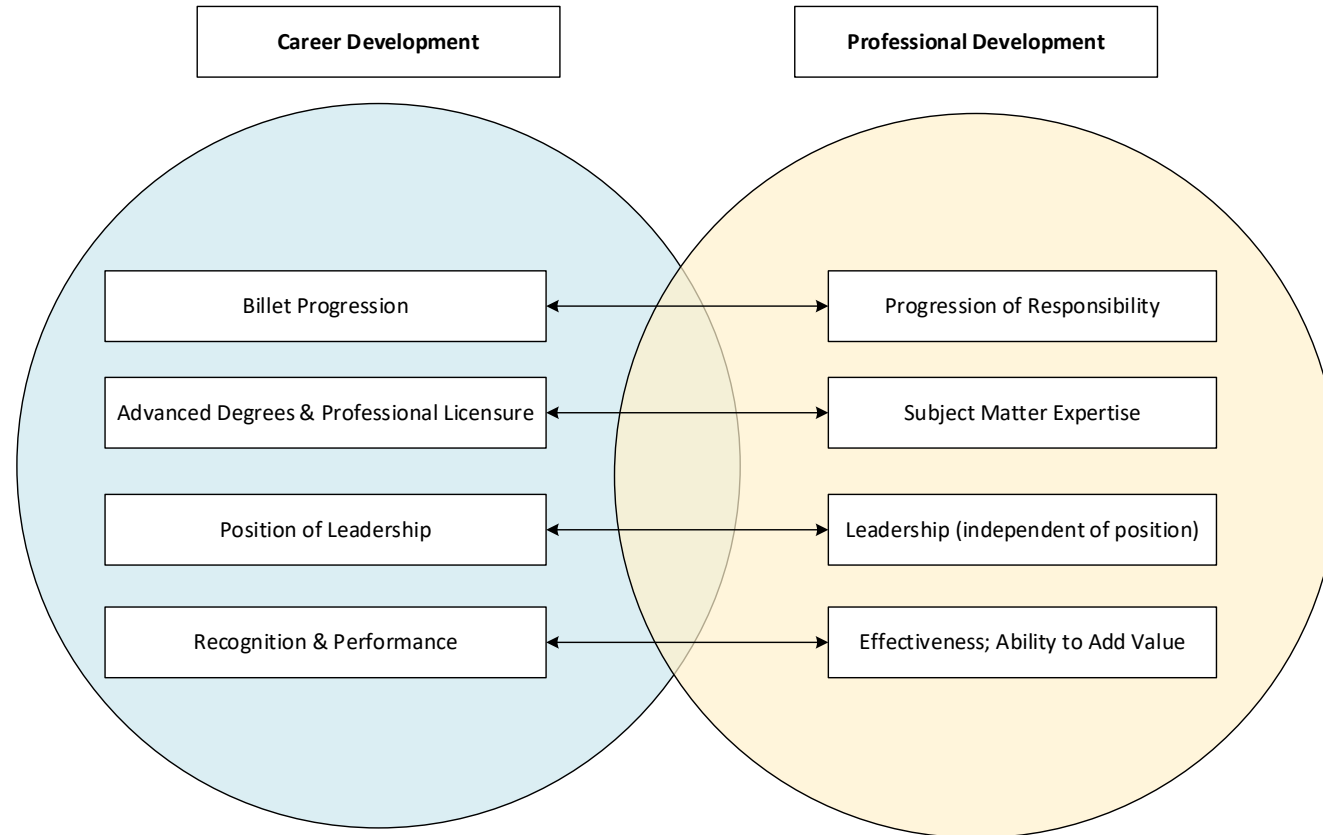 Career Development
Professional Development
Billet Progression
Progression of Responsibility
Advanced Degrees & Professional Licensure
Subject Matter Expertise
Position of Leadership
Leadership (independent of position)
Recognition & Performance
Effectiveness; Ability to Add Value